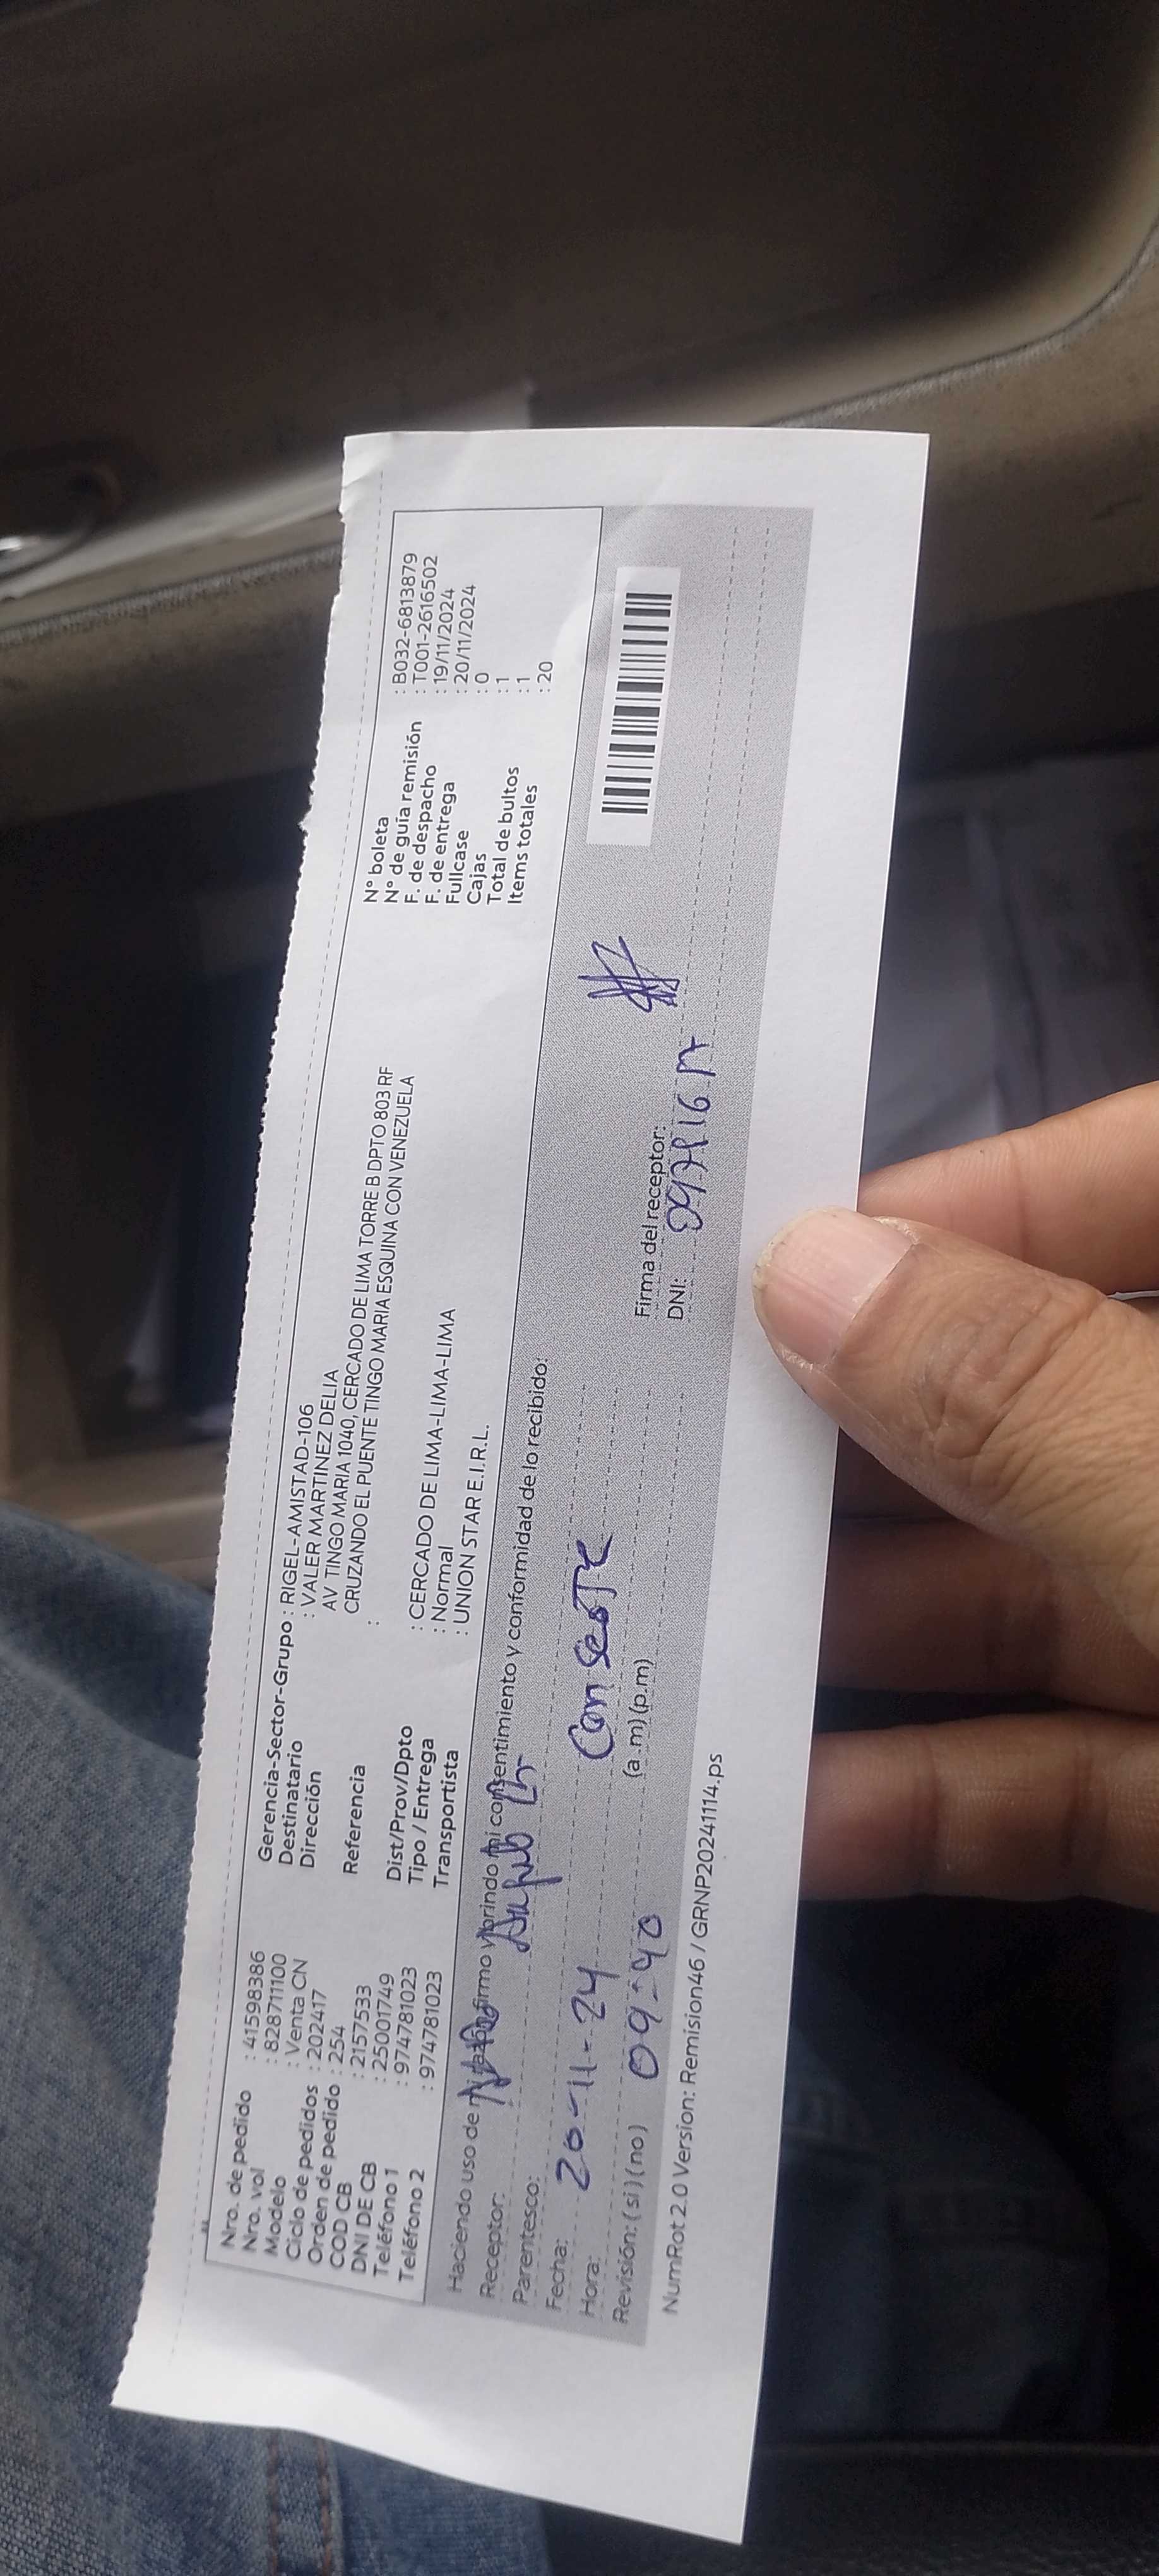 Nro. de pedido : 41598386
Nro. vol : 828711100
Modelo : Venta CN
Ciclo de pedidos : 202417
Orden de pedido : 254
COD CB : 2157533
DNI DE CB : 25001749
Teléfono 1 : 974781023
Teléfono 2 : 974781023
Gerencia-Sector-Grupo : RIGEL-AMISTAD-106
Destinatario : VALER MARTINEZ DELIA
Dirección AV TINGO MARIA 1040, CERCADO DE LIMA TORRE B DPTO 803 RF
CRUZANDO EL PUENTE TINGO MARIA ESQUINA CON VENEZUELA
Referencia :
Dist/Prov/Dpto : CERCADO DE LIMA-LIMA-LIMA
Tipo / Entrega : Normal
Transportista : UNION STAR E.I.R.L.
N° boleta : B032-6813879
N° de guía remisión : T001-2616502
F. de despacho : 19/11/2024
F. de entrega : 20/11/2024
Fullcase : 0
Cajas : 1
Total de bultos : 1
Items totales : 20
Haciendo uso de firmo y brindo mi consentimiento y conformidad de lo recibido:
Receptor:
Parentesco:
Fecha: 20-11-24
Hora: 09:40 (a.m) (p.m)
Revisión: (si) (no)
Firma del receptor:
DNI:
NumRot 2.0 Version: Remision46 / GRNP20241114.ps